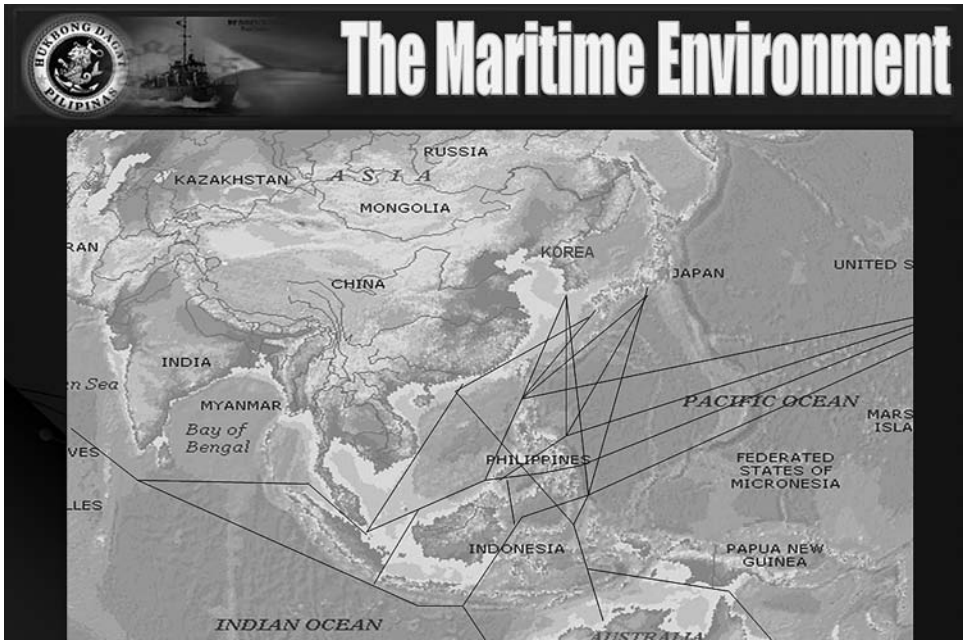 HUKBONG DAGAT
PILIPINAS
The Maritime Environment
RUSSIA
ASIA
KAZAKHSTAN
MONGOLIA
RAN
KOREA
CHINA
JAPAN
UNITED S
INDIA
n Sea
MYANMAR
PACIFIC OCEAN
MARS
ISLA
Bay of
Bengal
VES
PHILIPPINES
FEDERATED
STATES OF
MICRONESIA
LLES
INDONESIA
PAPUA NEW
GUINEA
INDIAN OCEAN
AUSTRALIA